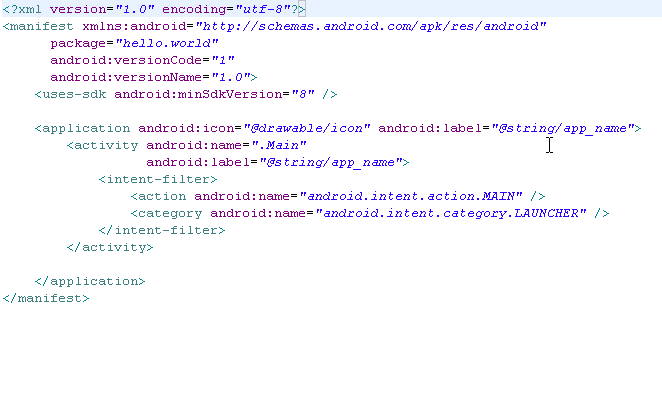 <?xml version="1.0" encoding="utf-8"?>
<manifest xmlns:android="http://schemas.android.com/apk/res/android"
      package="hello.world"
      android:versionCode="1"
      android:versionName="1.0">
    <uses-sdk android:minSdkVersion="8" />

    <application android:icon="@drawable/icon" android:label="@string/app_name">
        <activity android:name=".Main"
                  android:label="@string/app_name">
            <intent-filter>
                <action android:name="android.intent.action.MAIN" />
                <category android:name="android.intent.category.LAUNCHER" />
            </intent-filter>
        </activity>

    </application>
</manifest>